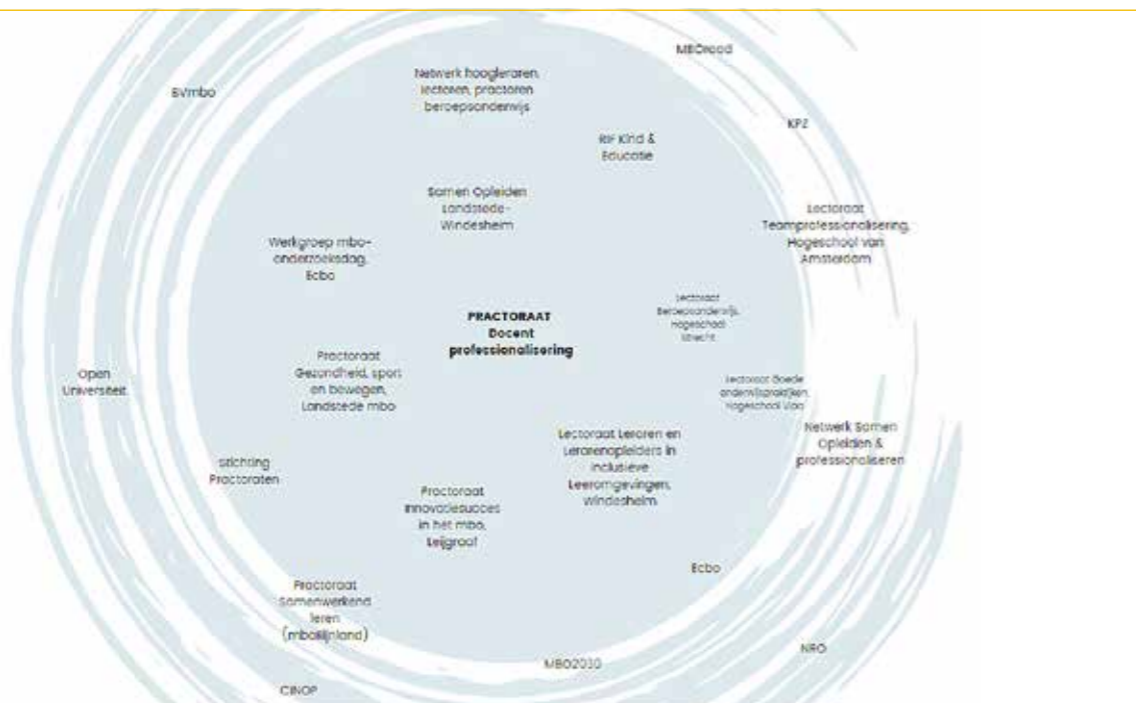 MBOraad
Netwerk hoogleraren,
lectoren, practoren
beroepsonderwijs
BVmbo
KPZ
RIF Kind &
Educatie
Samen Opleiden
Landstede-
Windesheim
Lectoraat
Teamprofessionalisering,
Hogeschool van
Amsterdam
Werkgroep mbo-
onderzoeksdag,
Ecbo
Lectoraat
Beroepsonderwijs,
Hogeschool
Utrecht
PRACTORAAT
Docent
professionalisering
Practoraat
Gezondheid, sport
en bewegen,
Landstede mbo
Open
Universiteit
Lectoraat Goede
onderwijspraktijken,
Hogeschool Viaa
Netwerk Samen
Opleiden &
professionaliseren
Lectoraat Leraren en
Lerarenopleiders in
inclusieve
Leeromgevingen,
Windesheim
Stichting
Practoraten
Practoraat
Innovatiesucces
in het mbo,
Leijgraaf
Ecbo
Practoraat
Samenwerkend
leren
(mboRijnland)
NRO
MBO2030
CINOP